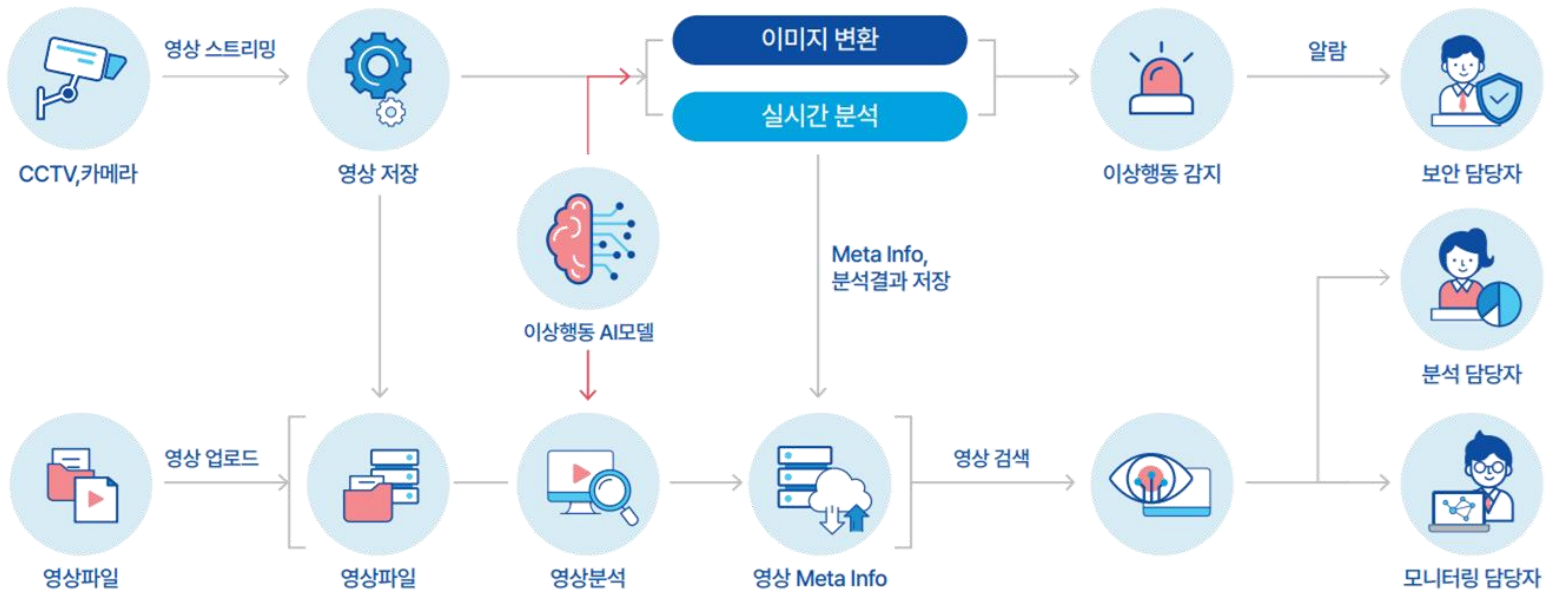 영상 스트리밍
이미지 변환
실시간 분석
알람
CCTV,카메라
영상 저장
이상행동 감지
보안 담당자
이상행동 AI모델
Meta Info,
분석결과 저장
분석 담당자
영상 업로드
영상 검색
영상파일
영상파일
영상분석
영상 Meta Info
모니터링 담당자